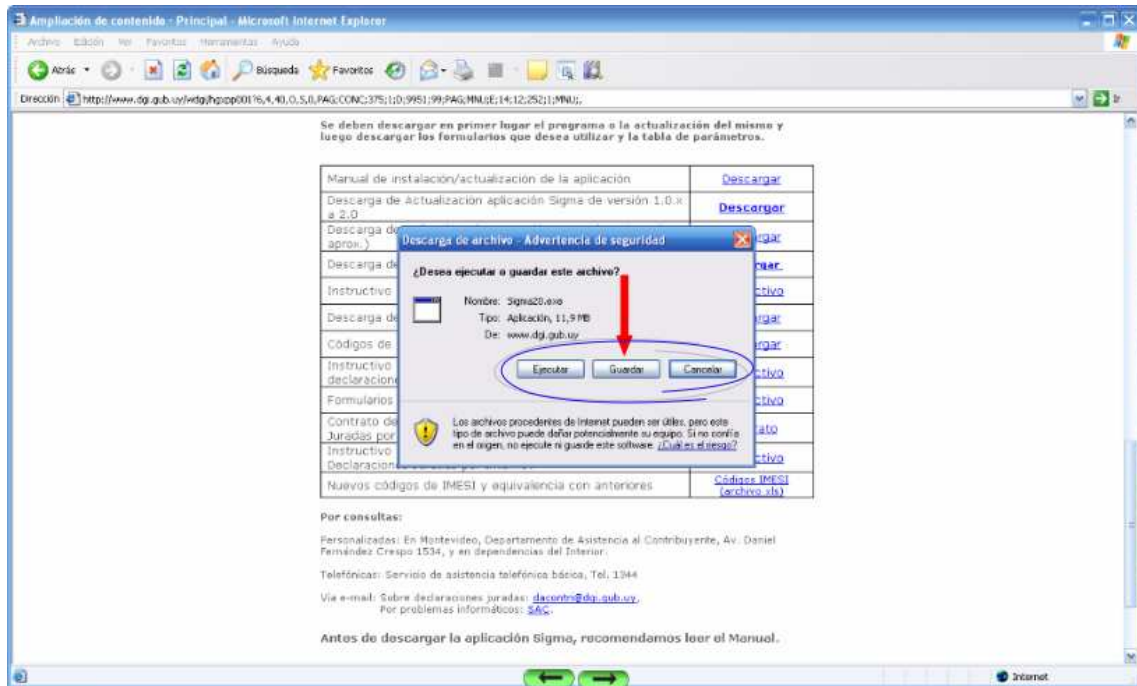 Ampliación de contenido - Principal - Microsoft Internet Explorer
Archivo Edición Ver Favoritos Herramientas Ayuda
Atrás Búsqueda Favoritos
Dirección Ir
Se deben descargar en primer lugar el programa o la actualización del mismo y
luego descargar los formularios que desea utilizar y la tabla de parámetros.
Manual de instalación/actualización de la aplicación Descargar
Descarga de Actualización aplicación Sigma de versión 1.0.x
a 2.0 Descargar
Descarga de
aprox.)
Descarga de
Instructivo
Descarga de
Códigos de
Instructivo
Formularios
Contrato de
Juradas por
Instructivo
Declaraciones
Nuevos códigos de IMESI y equivalencia con anteriores Códigos IMESI
(archivo xls)
Descarga de archivo - Advertencia de seguridad
¿Desea ejecutar o guardar este archivo?
Nombre: Sigma20.exe
Tipo: Aplicación, 11,9 MB
De: www.dgi.gub.uy
Ejecutar Guardar Cancelar
Los archivos procedentes de Internet pueden ser útiles, pero este
tipo de archivo puede dañar potencialmente su equipo. Si no confía
en el origen, no ejecute ni guarde este software. ¿Cuál es el riesgo?
Por consultas:
Personalizadas: En Montevideo, Departamento de Asistencia al Contribuyente, Av. Daniel
Fernández Crespo 1534, y en dependencias del Interior.
Telefónicas: Servicio de asistencia telefónica básica, Tel. 1344
Vía e-mail: Sobre declaraciones juradas: dacontri@dgi.gub.uy.
Por problemas informáticos: SAC.
Antes de descargar la aplicación Sigma, recomendamos leer el Manual.
Internet